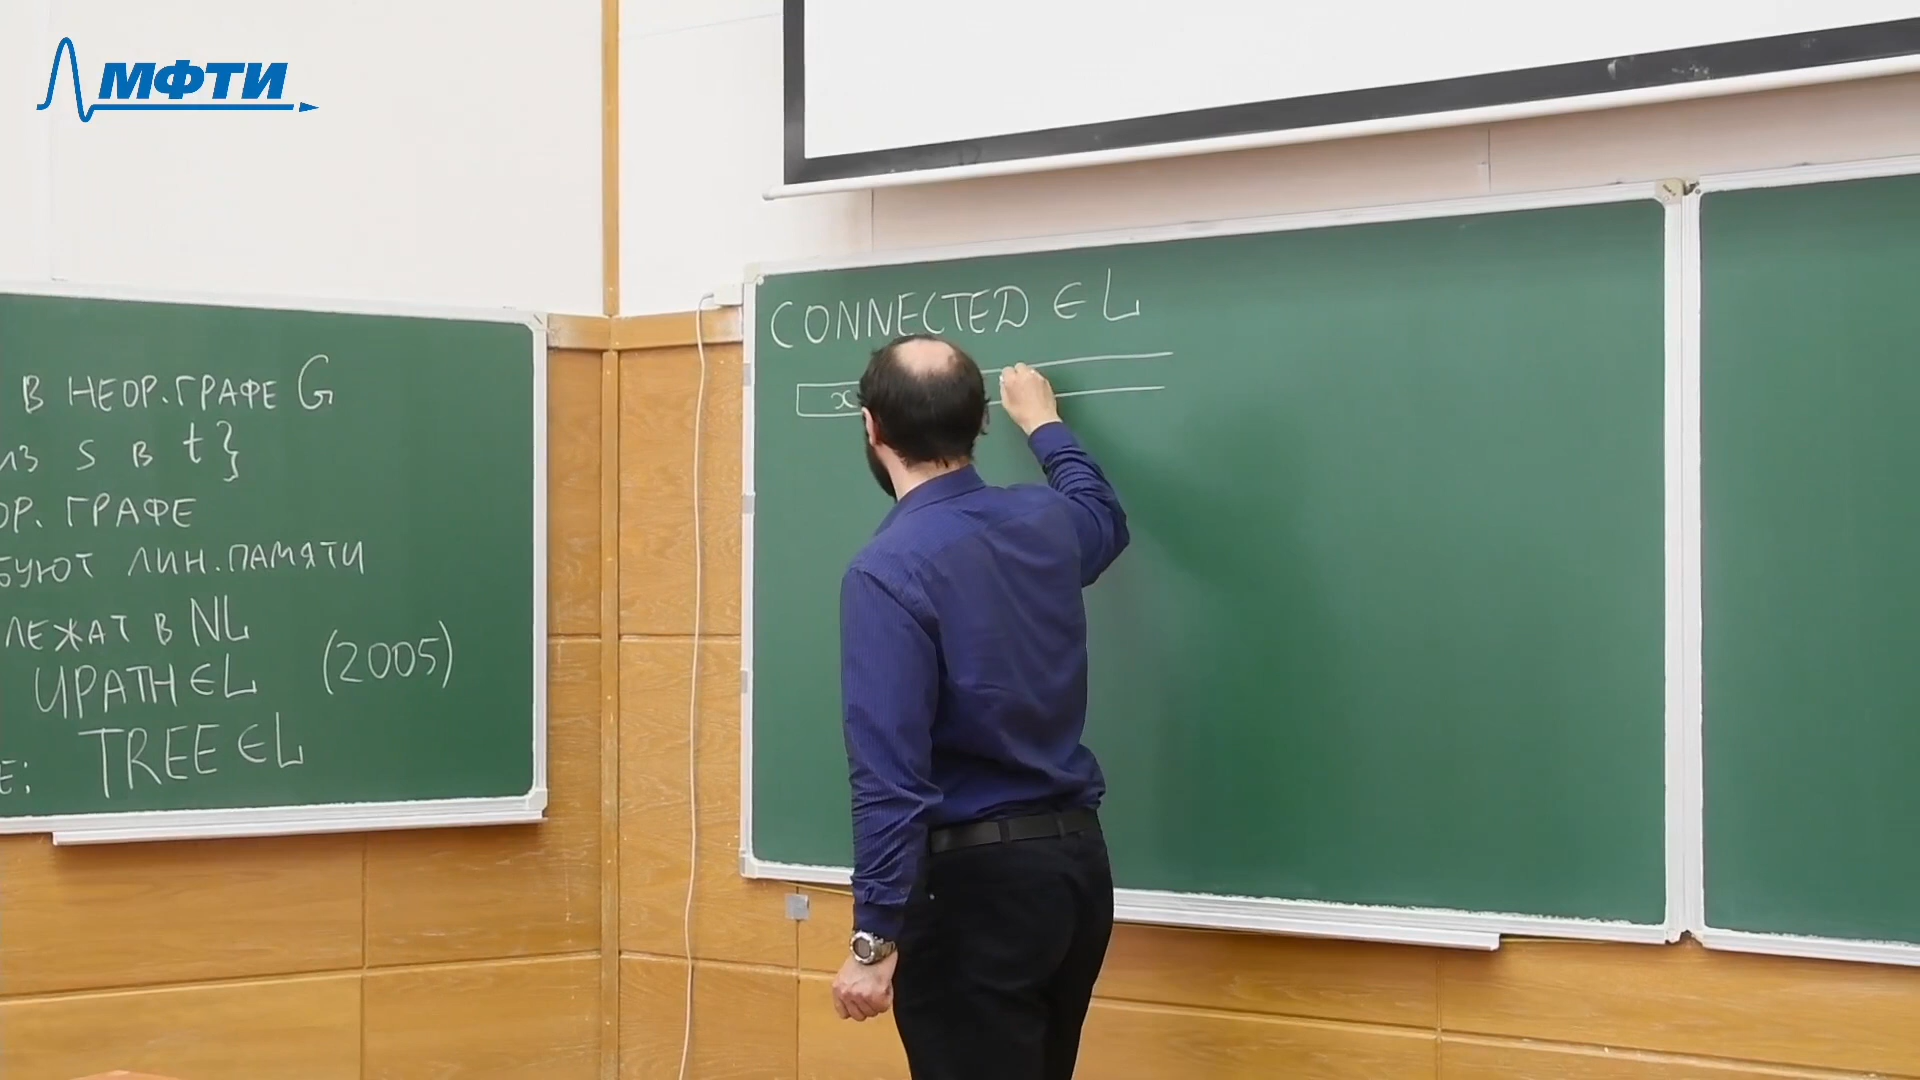 МФТИ
В НЕОР.ГРАФЕ G
ИЗ S В t}
ОР. ГРАФЕ
БУЮТ ЛИН.ПАМЯТИ
ЛЕЖАТ В NL
UPATH ∈ L (2005)
Е: TREE ∈ L
CONNECTED ∈ L
x